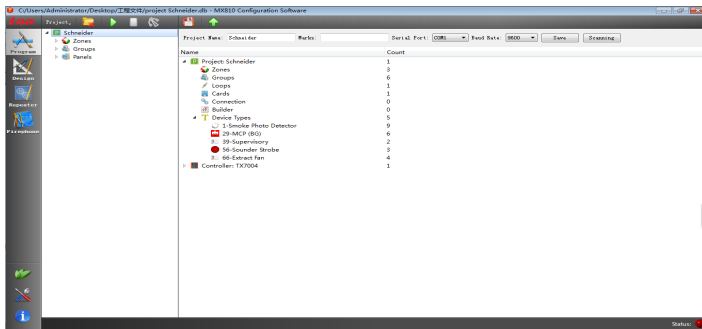 C:/Users/Administrator/Desktop/工程文件/project Schneider.db - MX810 Configuration Software
Project.
Schneider
Zones
Groups
Panels
Program
Design
Repeater
Firephone
Project Name: Schneider Marks: Serial Port: COM1 Baud Rate: 9600 Save Scanning
Name Count
Project: Schneider 1
Zones 3
Groups 6
Loops 1
Cards 1
Connection 0
Builder 0
Device Types 5
1-Smoke Photo Detector 9
29-MCP (BG) 6
39-Supervisory 2
56-Sounder Strobe 3
66-Extract Fan 4
Controller: TX7004 1
Status: